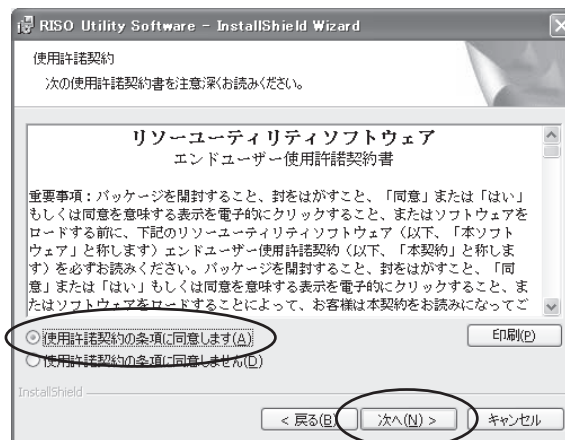 RISO Utility Software - InstallShield Wizard
使用許諾契約
次の使用許諾契約書を注意深くお読みください。
リソーユーティリティソフトウェア
エンドユーザー使用許諾契約書
重要事項：パッケージを開封すること、封をはがすこと、「同意」または「はい」
もしくは同意を意味する表示を電子的にクリックすること、またはソフトウェアを
ロードする前に、下記のリソーユーティリティソフトウェア（以下、「本ソフト
ウェア」と称します）エンドユーザー使用許諾契約（以下、「本契約」と称しま
す）を必ずお読みください。パッケージを開封すること、封をはがすこと、「同
意」または「はい」もしくは同意を意味する表示を電子的にクリックすること、ま
たはソフトウェアをロードすることによって、お客様は本契約をお読みになってご
使用許諾契約の条項に同意します(A)
印刷(P)
使用許諾契約の条項に同意しません(D)
InstallShield
< 戻る(B)
次へ(N) >
キャンセル